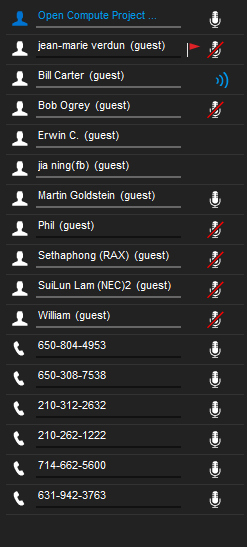 Open Compute Project ...
jean-marie verdun (guest)
Bill Carter (guest)
Bob Ogrey (guest)
Erwin C. (guest)
jia ning(fb) (guest)
Martin Goldstein (guest)
Phil (guest)
Sethaphong (RAX) (guest)
SuiLun Lam (NEC)2 (guest)
William (guest)
650-804-4953
650-308-7538
210-312-2632
210-262-1222
714-662-5600
631-942-3763